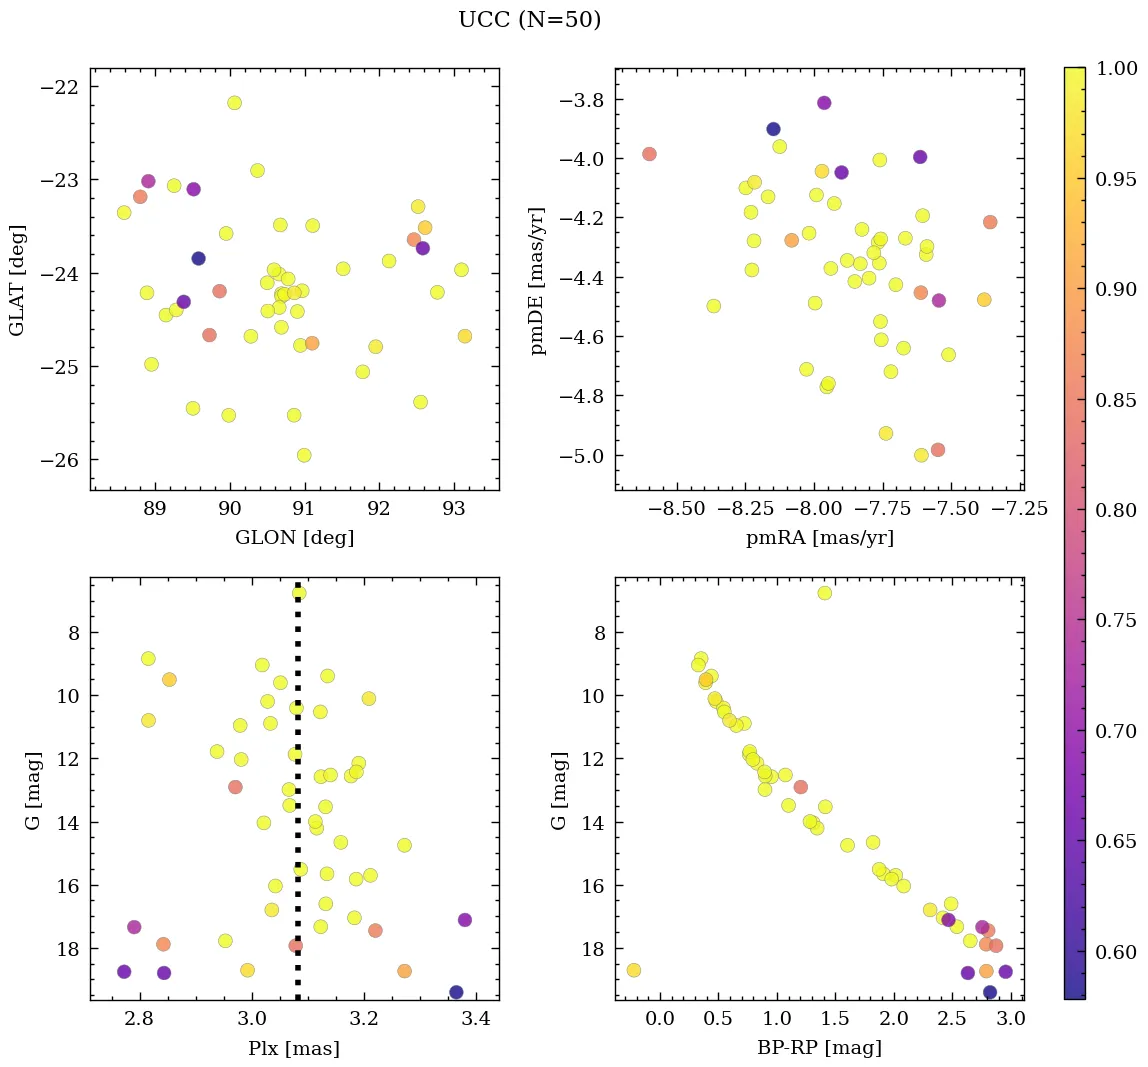 UCC (N=50)
−22
−23
−24
−25
−26
GLAT [deg]
89 90 91 92 93
GLON [deg]
−3.8
−4.0
−4.2
−4.4
−4.6
−4.8
−5.0
pmDE [mas/yr]
−8.50 −8.25 −8.00 −7.75 −7.50 −7.25
pmRA [mas/yr]
8
10
12
14
16
18
G [mag]
2.8 3.0 3.2 3.4
Plx [mas]
8
10
12
14
16
18
G [mag]
0.0 0.5 1.0 1.5 2.0 2.5 3.0
BP-RP [mag]
1.00
0.95
0.90
0.85
0.80
0.75
0.70
0.65
0.60